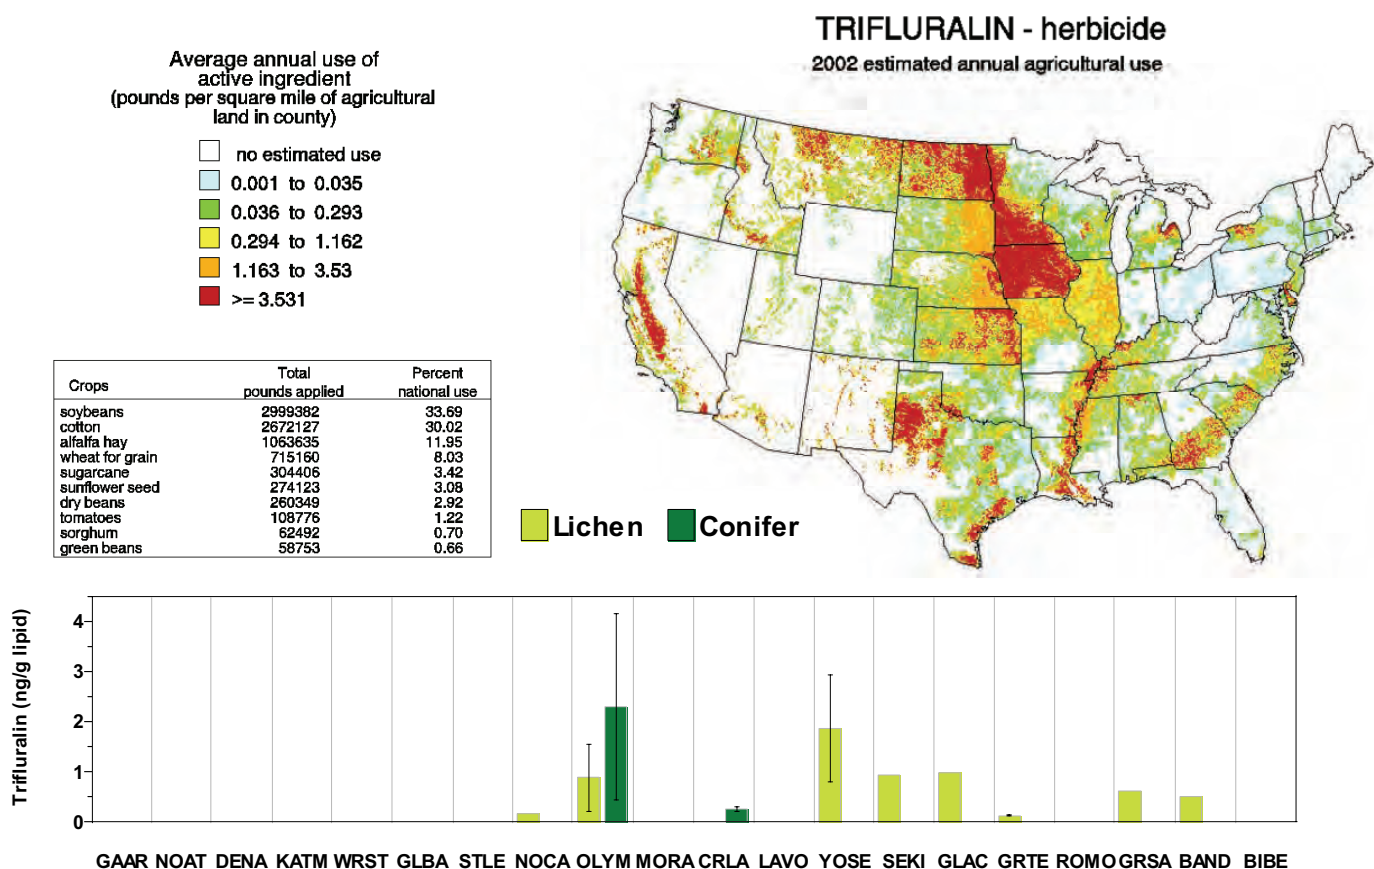 TRIFLURALIN - herbicide
2002 estimated annual agricultural use
Average annual use of
active ingredient
(pounds per square mile of agricultural
land in county)
no estimated use
0.001 to 0.035
0.036 to 0.293
0.294 to 1.162
1.163 to 3.53
>= 3.531
Crops Total pounds applied Percent national use
soybeans 2999382 33.69
cotton 2672127 30.02
alfalfa hay 1063635 11.95
wheat for grain 715160 8.03
sugarcane 304406 3.42
sunflower seed 274123 3.08
dry beans 260349 2.92
tomatoes 108776 1.22
sorghum 62492 0.70
green beans 58753 0.66
Lichen Conifer
Trifluralin (ng/g lipid)
4
3
2
1
0
GAAR NOAT DENA KATM WRST GLBA STLE NOCA OLYM MORA CRLA LAVO YOSE SEKI GLAC GRTE ROMO GRSA BAND BIBE